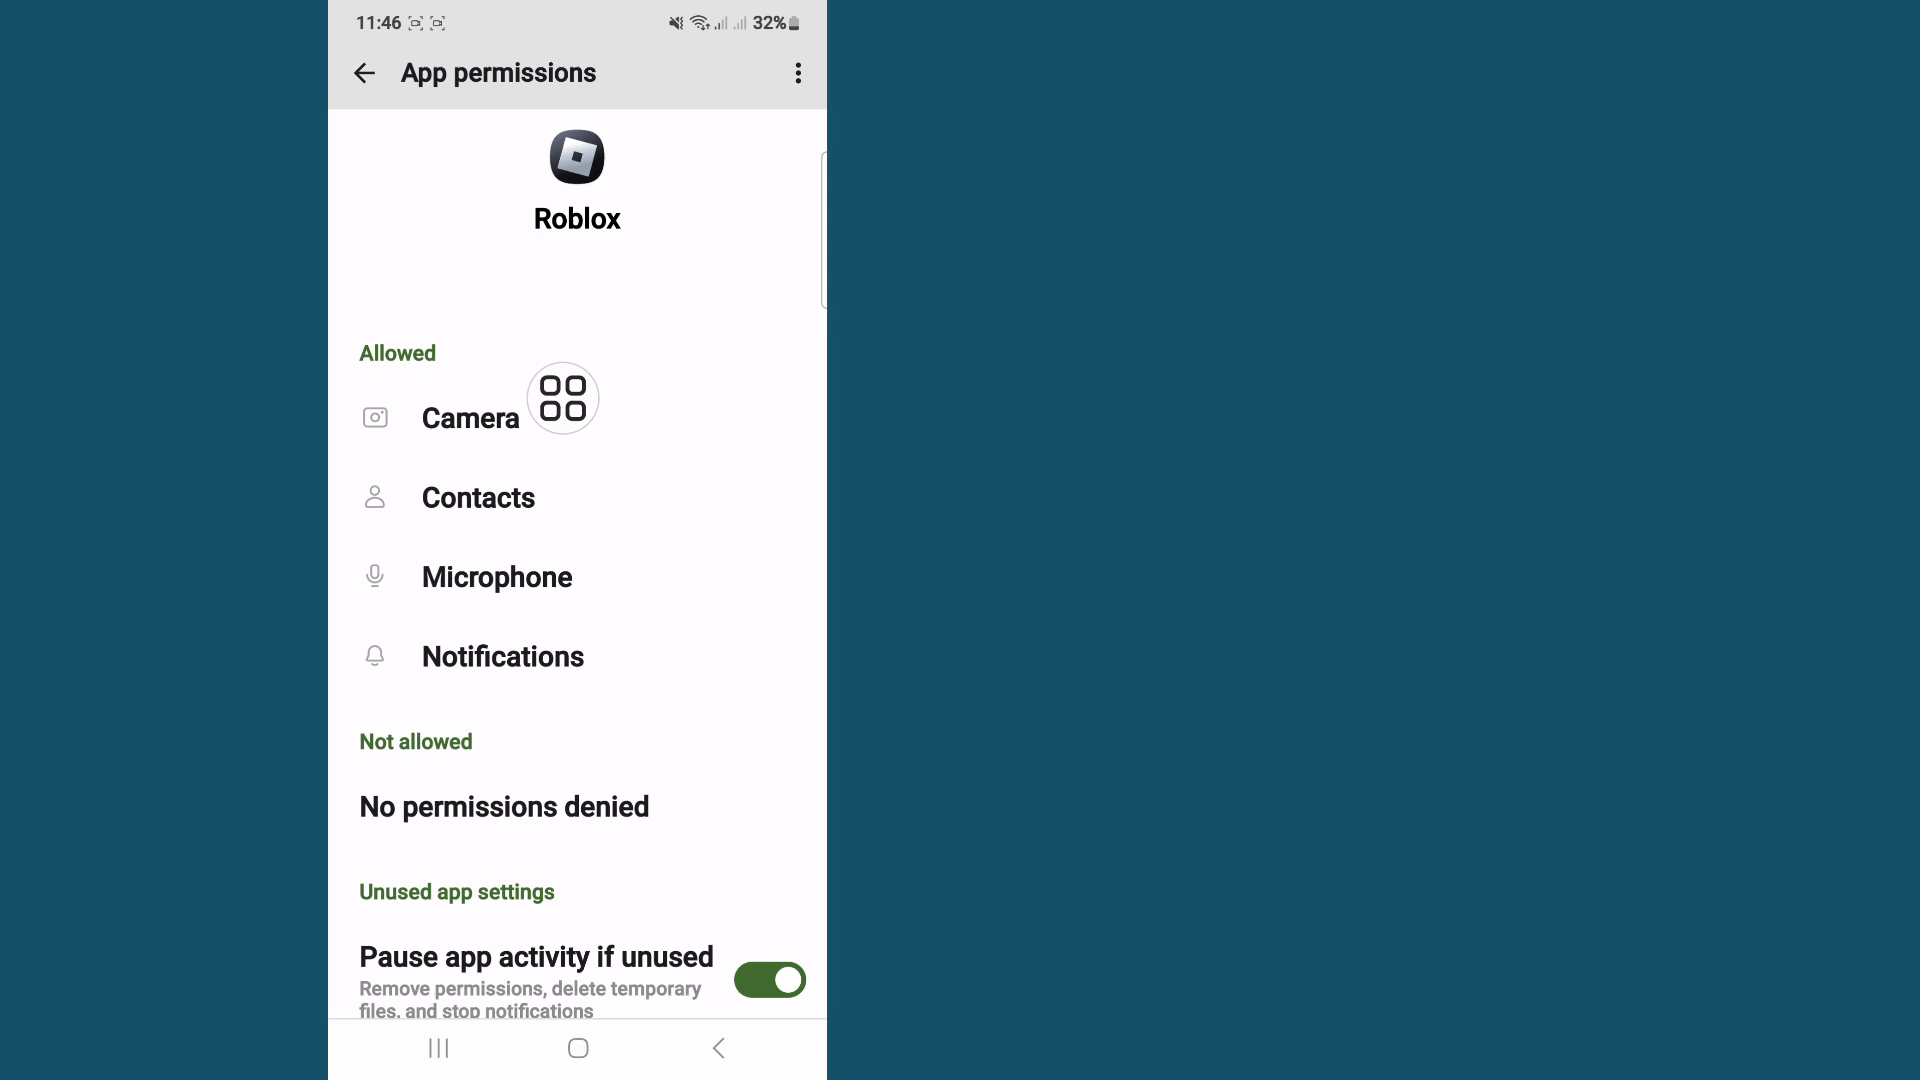 11:46
32%
App permissions
Roblox
Allowed
Camera
Contacts
Microphone
Notifications
Not allowed
No permissions denied
Unused app settings
Pause app activity if unused
Remove permissions, delete temporary
files, and stop notifications